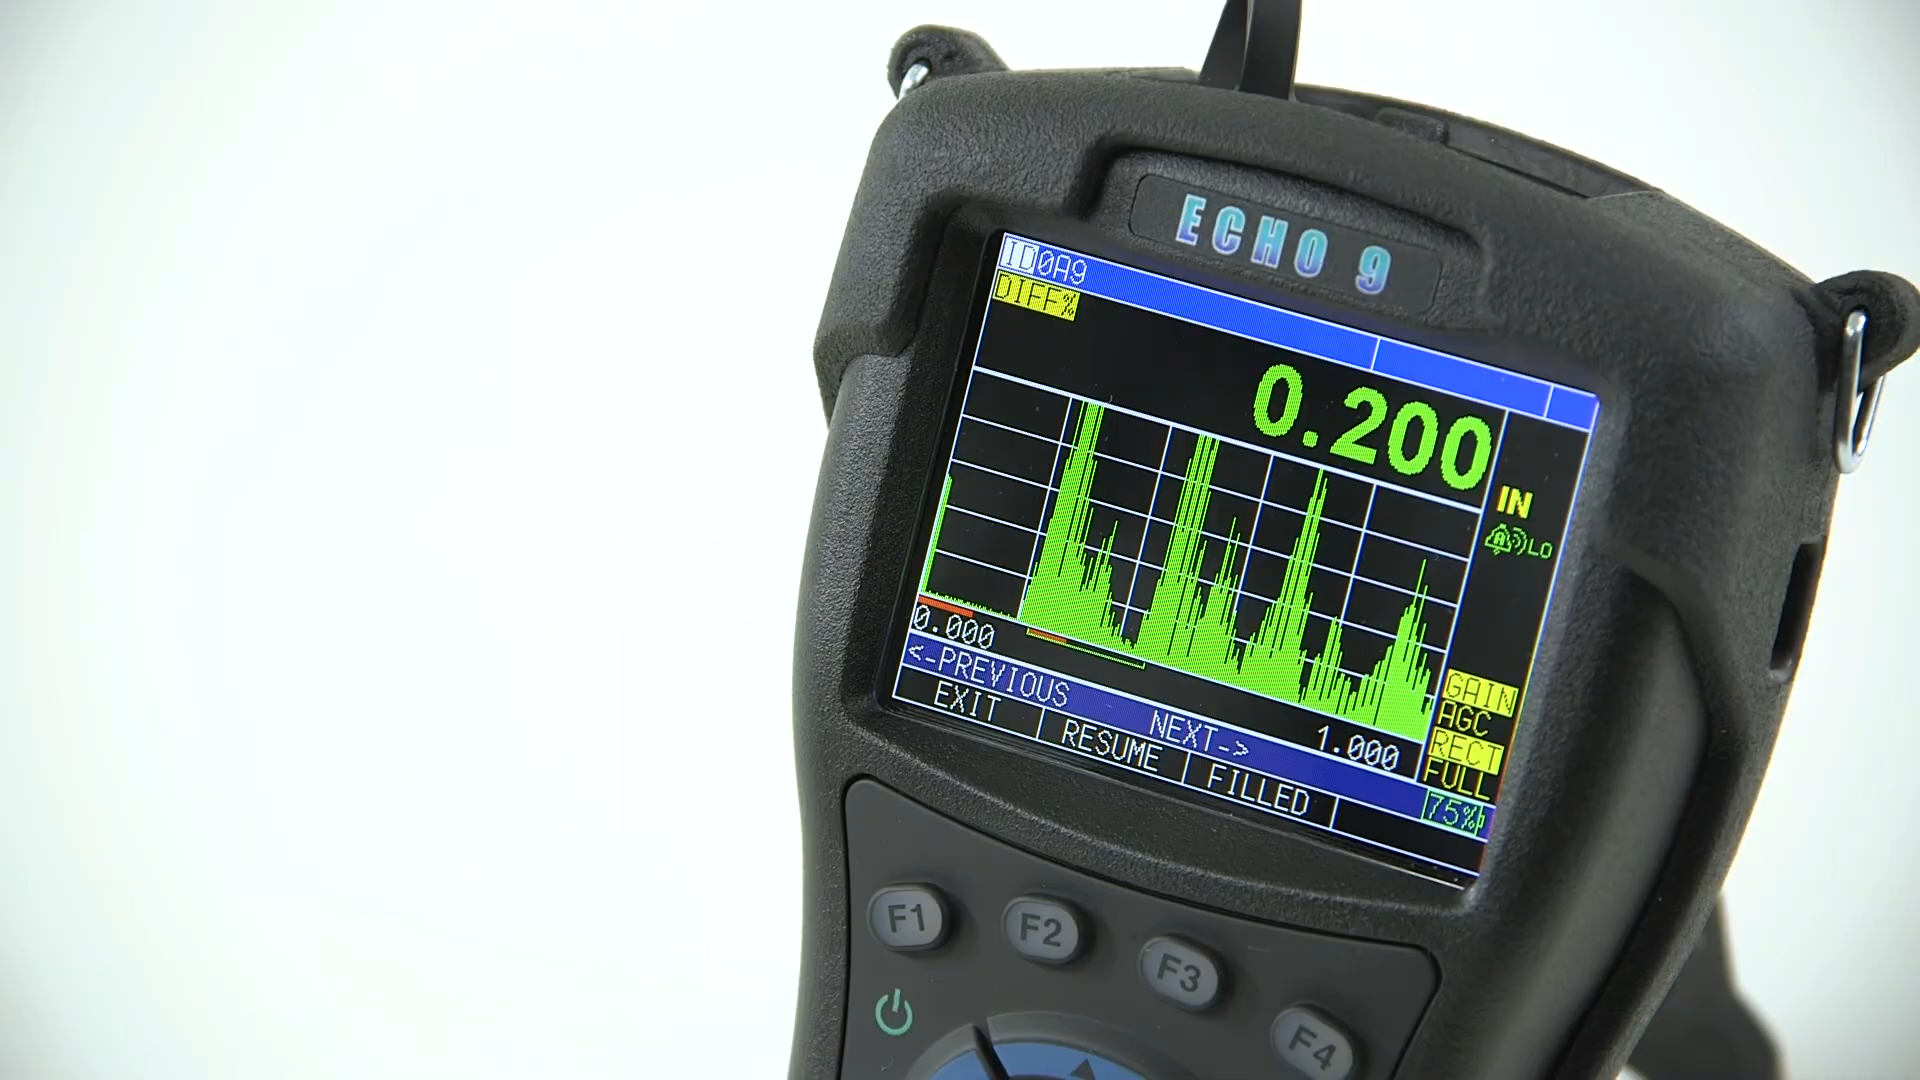 ECHO 9
ID0A9
DIFF%
0.200
IN
LO
0.000
1.000
<-PREVIOUS NEXT->
EXIT RESUME FILLED
GAIN
AGC
RECT
FULL
75%
F1 F2 F3 F4